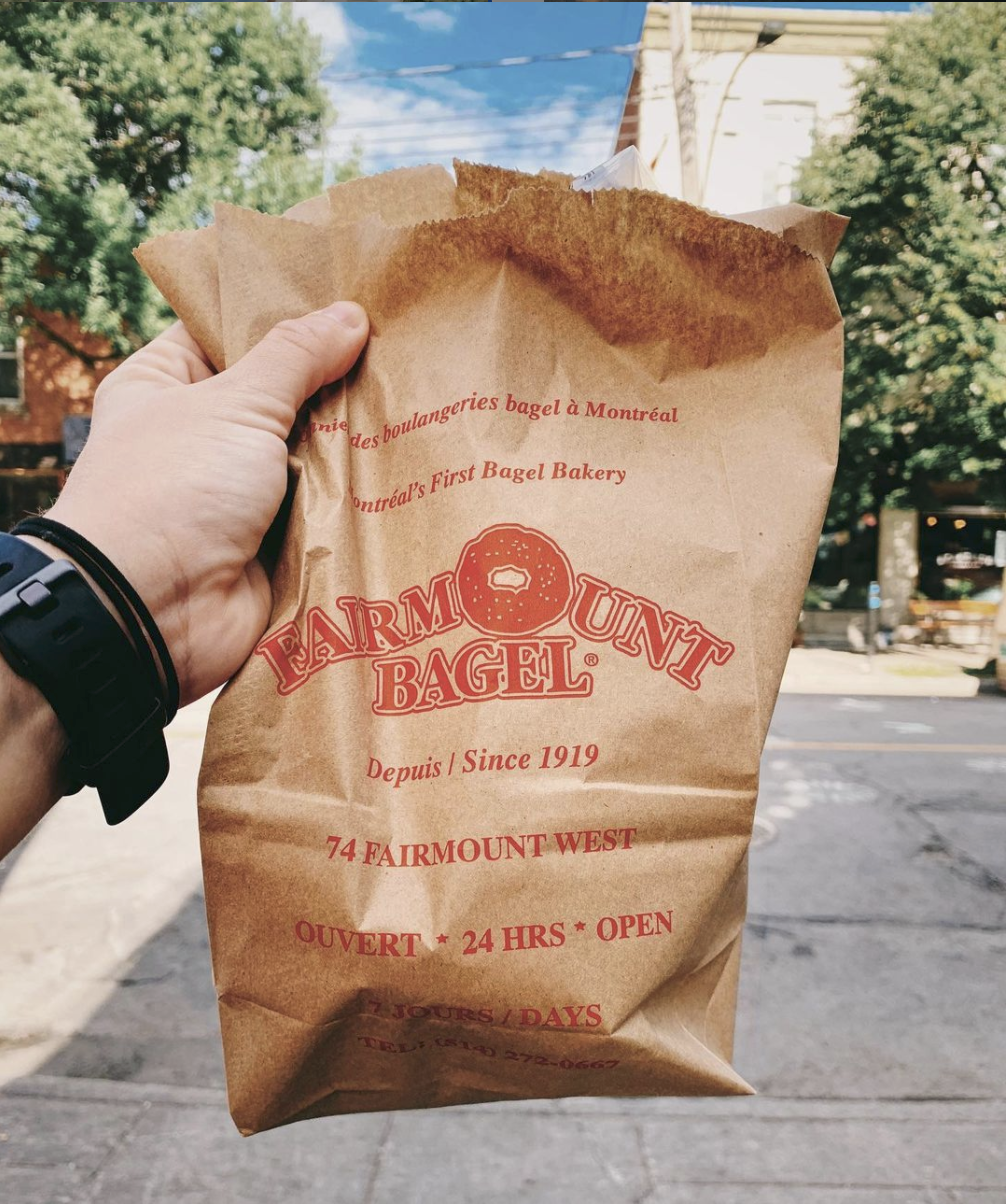 des boulangeries bagel à Montréal
ontréal's First Bagel Bakery
FAIRMOUNT
BAGEL®
Depuis / Since 1919
74 FAIRMOUNT WEST
OUVERT * 24 HRS * OPEN
7 JOURS / DAYS
TEL: (514) 272-0667